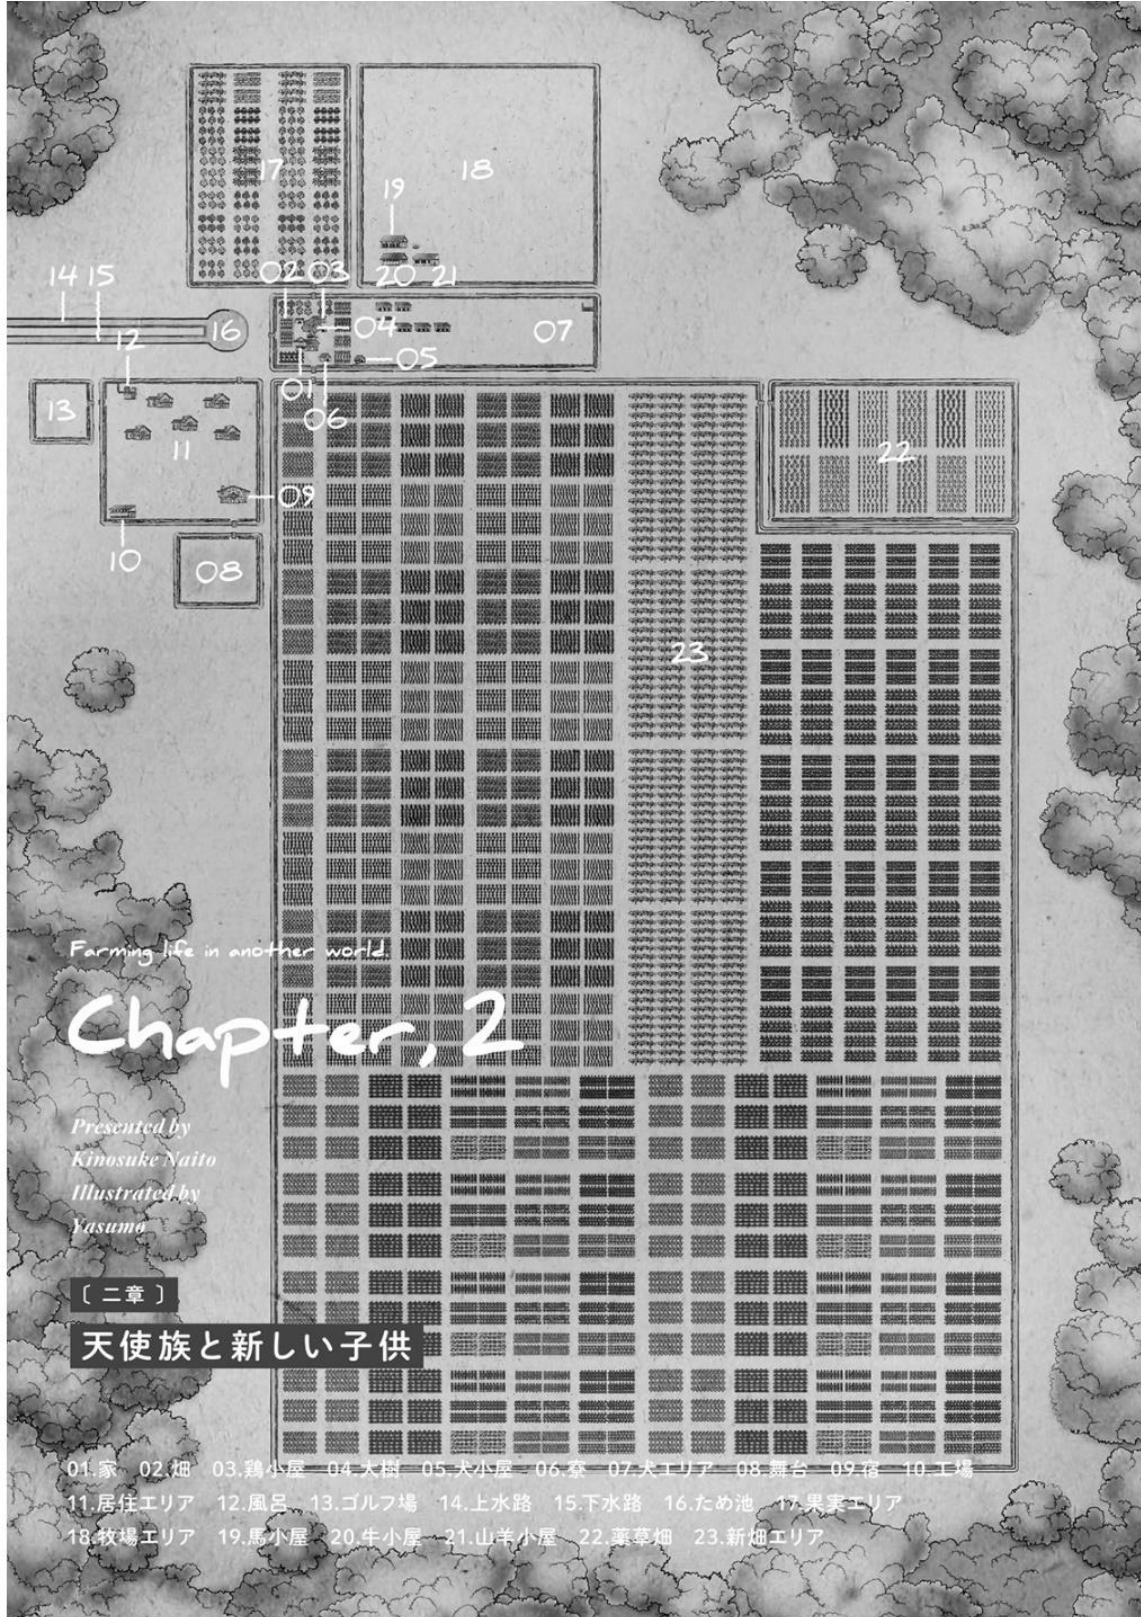 17
18
19
02 03
20 21
14 15
16
12
04
07
05
01
06
13
11
22
09
10
08
23
Farming life in another world.
Chapter, 2
Presented by
Kinosuke Naito
Illustrated by
Yasumo
〔 二章 〕
天使族と新しい子供
01.家 02.畑 03.鶏小屋 04.大樹 05.犬小屋 06.寮 07.犬エリア 08.舞台 09.宿 10.工場
11.居住エリア 12.風呂 13.ゴルフ場 14.上水路 15.下水路 16.ため池 17.果実エリア
18.牧場エリア 19.馬小屋 20.牛小屋 21.山羊小屋 22.薬草畑 23.新畑エリア